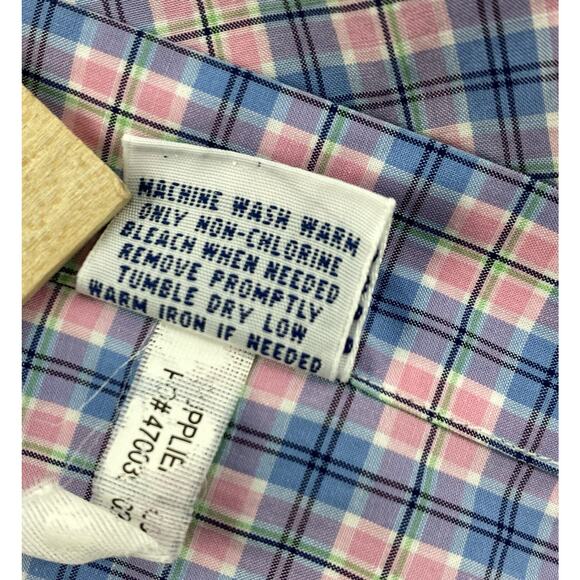 MACHINE WASH WARM
ONLY NON-CHLORINE
BLEACH WHEN NEEDED
REMOVE PROMPTLY
TUMBLE DRY LOW
WARM IRON IF NEEDED